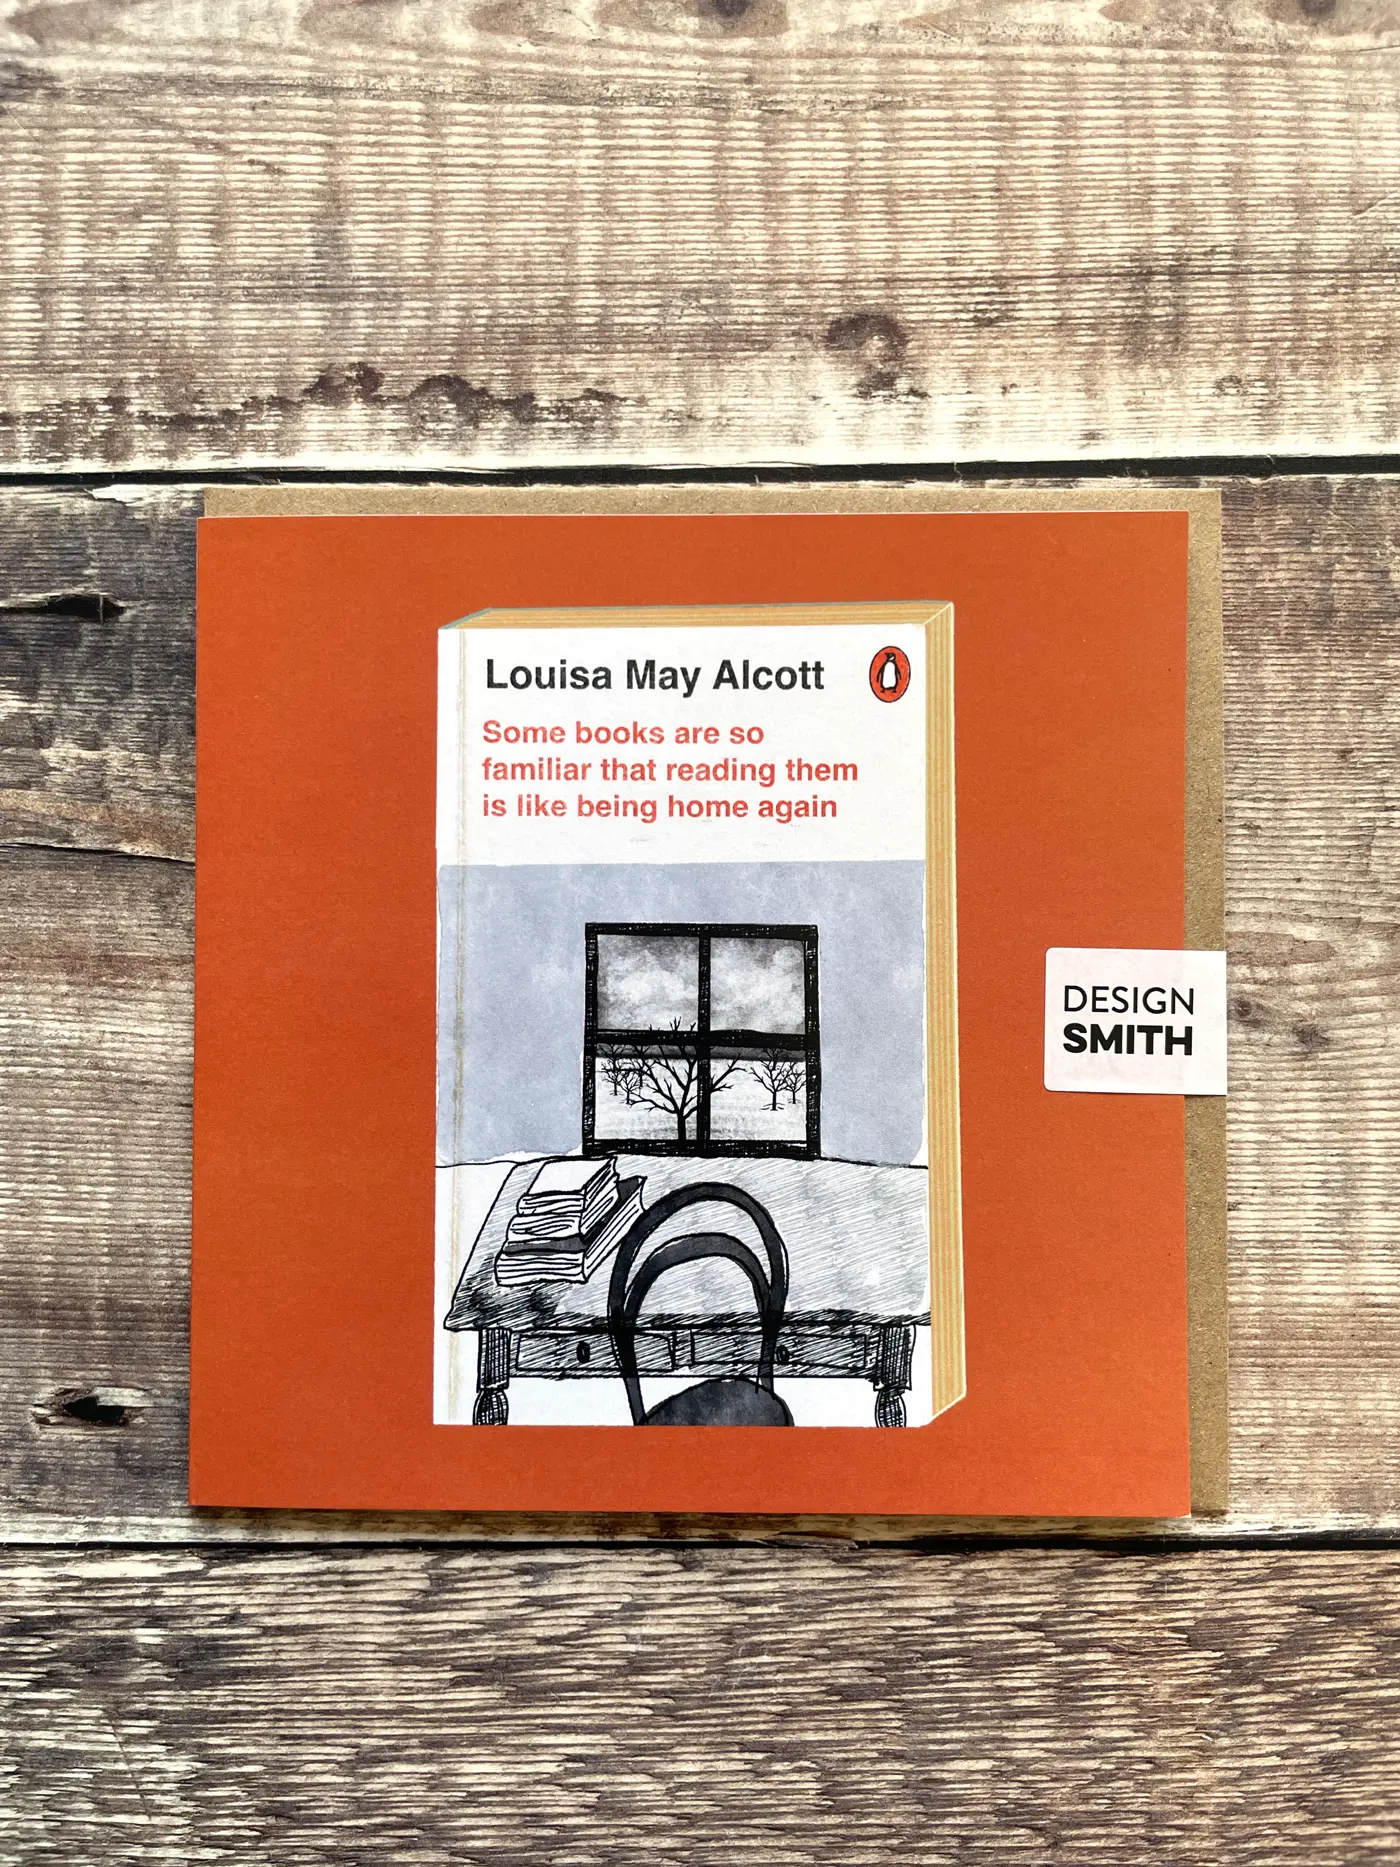 Louisa May Alcott
Some books are so
familiar that reading them
is like being home again
DESIGN
SMITH